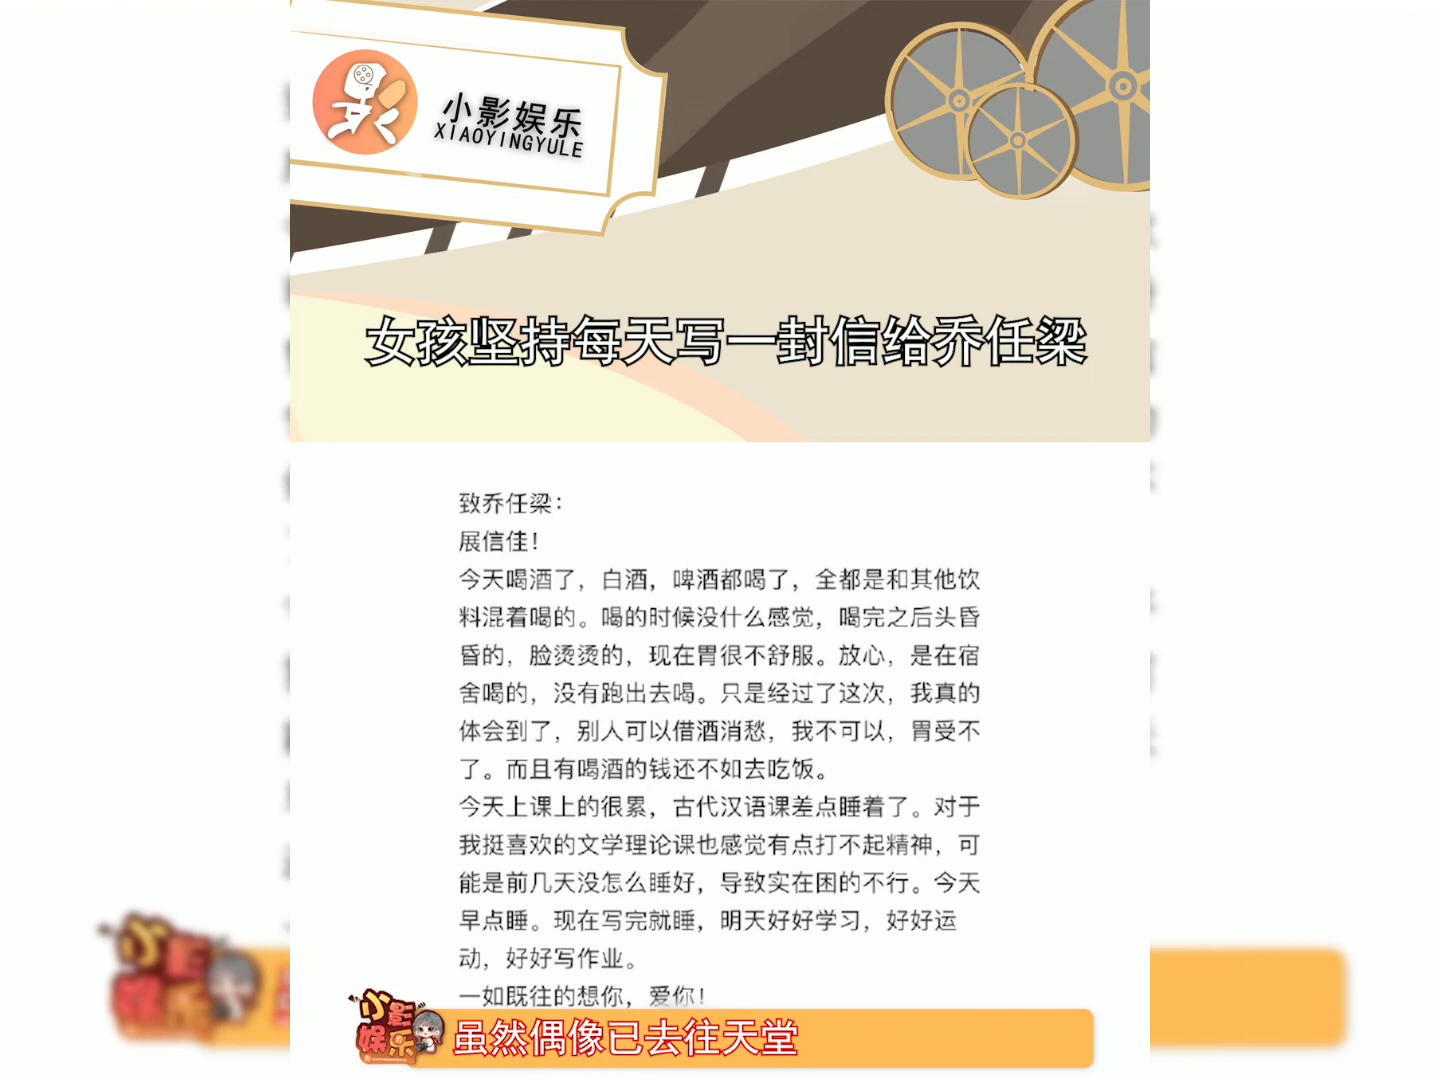 小影娱乐
XIAOYINGYULE
女孩坚持每天写一封信给乔任梁
致乔任梁：
展信佳！
今天喝酒了，白酒，啤酒都喝了，全都是和其他饮
料混着喝的。喝的时候没什么感觉，喝完之后头昏
昏的，脸烫烫的，现在胃很不舒服。放心，是在宿
舍喝的，没有跑出去喝。只是经过了这次，我真的
体会到了，别人可以借酒消愁，我不可以，胃受不
了。而且有喝酒的钱还不如去吃饭。
今天上课上的很累，古代汉语课差点睡着了。对于
我挺喜欢的文学理论课也感觉有点打不起精神，可
能是前几天没怎么睡好，导致实在困的不行。今天
早点睡。现在写完就睡，明天好好学习，好好运
动，好好写作业。
一如既往的想你，爱你！
小影娱乐
虽然偶像已去往天堂